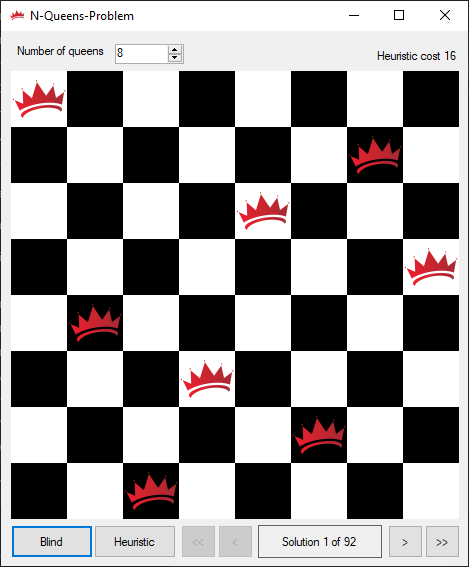 N-Queens-Problem
Number of queens 8
Heuristic cost 16
Blind Heuristic << < Solution 1 of 92 > >>